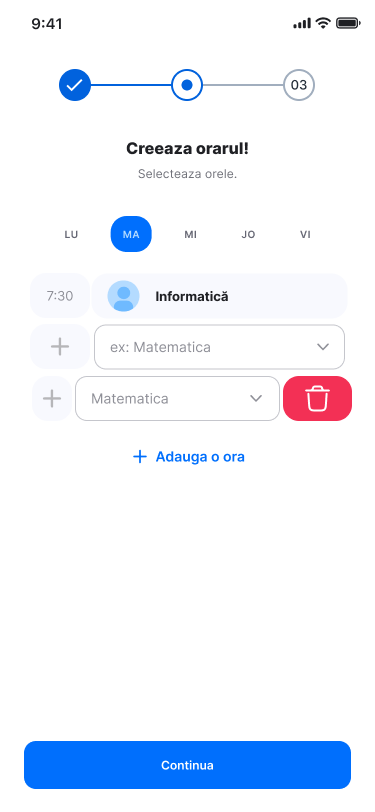 9:41
03
Creeaza orarul!
Selecteaza orele.
LU MA MI JO VI
7:30 Informatică
ex: Matematica
Matematica
Adauga o ora
Continua